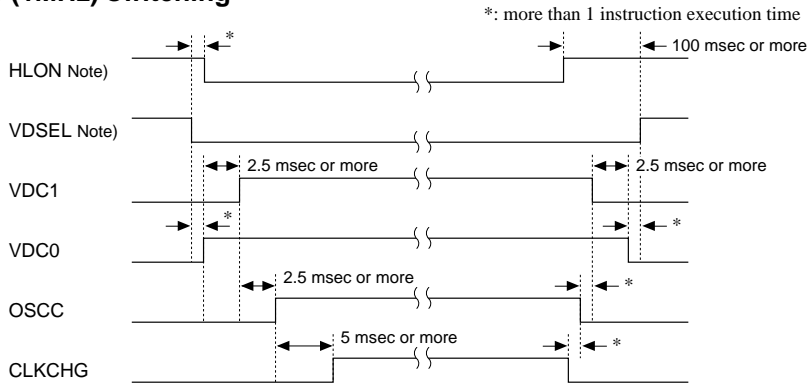 (1MHz) switching
*: more than 1 instruction execution time
* 100 msec or more
HLON Note)
VDSEL Note)
2.5 msec or more 2.5 msec or more
VDC1
* *
VDC0
2.5 msec or more *
OSCC
5 msec or more *
CLKCHG